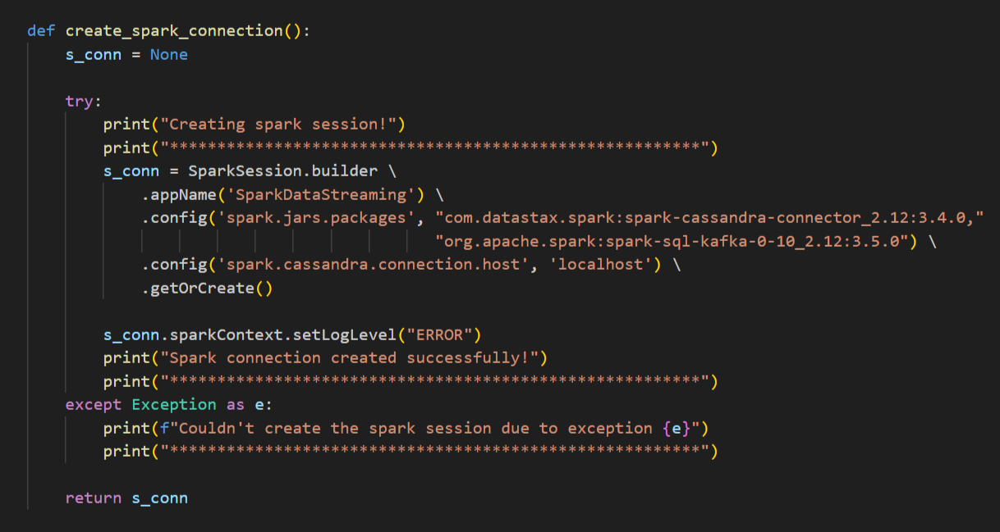 def create_spark_connection():
    s_conn = None

    try:
        print("Creating spark session!")
        print("********************************************************")
        s_conn = SparkSession.builder \
            .appName('SparkDataStreaming') \
            .config('spark.jars.packages', "com.datastax.spark:spark-cassandra-connector_2.12:3.4.0,"
                                           "org.apache.spark:spark-sql-kafka-0-10_2.12:3.5.0") \
            .config('spark.cassandra.connection.host', 'localhost') \
            .getOrCreate()

        s_conn.sparkContext.setLogLevel("ERROR")
        print("Spark connection created successfully!")
        print("********************************************************")
    except Exception as e:
        print(f"Couldn't create the spark session due to exception {e}")
        print("********************************************************")

    return s_conn